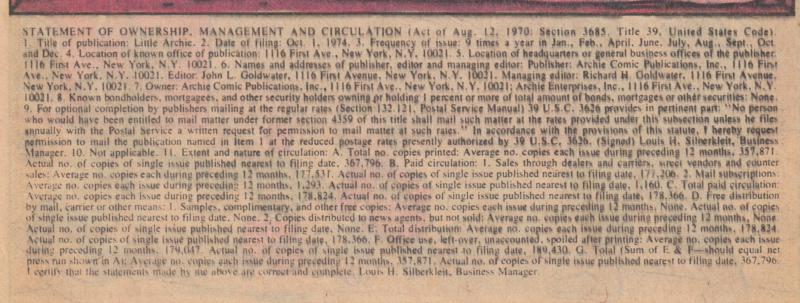 STATEMENT OF OWNERSHIP, MANAGEMENT AND CIRCULATION (Act of Aug. 12, 1970: Section 3685. Title 39, United States Code)
1. Title of publication: Little Archie. 2. Date of filing: Oct. 1, 1974. 3. Frequency of issue: 9 times a year in Jan., Feb., April, June, July, Aug., Sept., Oct.
and Dec. 4. Location of known office of publication: 1116 First Ave., New York, N.Y. 10021. 5. Location of headquarters or general business offices of the publisher:
1116 First Ave., New York, N.Y. 10021. 6. Names and addresses of publisher, editor and managing editor: Publisher: Archie Comic Publications, Inc., 1116 First
Ave., New York, N.Y. 10021. Editor: John L. Goldwater, 1116 First Avenue, New York, N.Y. 10021. Managing editor: Richard H. Goldwater, 1116 First Avenue,
New York, N.Y. 10021. 7. Owner: Archie Comic Publications, Inc., 1116 First Ave., New York, N.Y. 10021; Archie Enterprises, Inc., 1116 First Ave., New York, N.Y.
10021. 8. Known bondholders, mortgagees, and other security holders owning or holding 1 percent or more of total amount of bonds, mortgages or other securities: None.
9. For optional completion by publishers mailing at the regular rates (Section 132.121, Postal Service Manual) 39 U.S.C. 3626 provides in pertinent part: "No person
who would have been entitled to mail matter under former section 4359 of this title shall mail such matter at the rates provided under this subsection unless he files
annually with the Postal Service a written request for permission to mail matter at such rates." In accordance with the provisions of this statute, I hereby request
permission to mail the publication named in Item 1 at the reduced postage rates presently authorized by 39 U.S.C. 3626. (Signed) Louis H. Silberkleit, Business
Manager. 10. Not applicable. 11. Extent and nature of circulation: A. Total no. copies printed: Average no. copies each issue during preceding 12 months, 357,871.
Actual no. of copies of single issue published nearest to filing date, 367,796. B. Paid circulation: 1. Sales through dealers and carriers, street vendors and counter
sales: Average no. copies each during preceding 12 months, 177,531. Actual no. of copies of single issue published nearest to filing date, 177,206. 2. Mail subscriptions:
Average no. copies each issue during preceding 12 months, 1,293. Actual no. of copies of single issue published nearest to filing date, 1,160. C. Total paid circulation:
Average no. copies each issue during preceding 12 months, 178,824. Actual no. of copies of single issue published nearest to filing date, 178,366. D. Free distribution
by mail, carrier or other means: 1. Samples, complimentary, and other free copies: Average no. copies each issue during preceding 12 months, None. Actual no. of copies
of single issue published nearest to filing date. None. 2. Copies distributed to news agents, but not sold: Average no. copies each issue during preceding 12 months, None.
Actual no. of copies of single issue published nearest to filing date, None. E. Total distribution: Average no. copies each issue during preceding 12 months, 178,824.
Actual no. of copies of single issue published nearest to filing date, 178,366. F. Office use, left-over, unaccounted, spoiled after printing: Average no. copies each issue
during preceding 12 months, 179,047. Actual no. of copies of single issue published nearest to filing date, 189,430. G. Total (Sum of E & F—should equal net
press run shown in A): Average no. copies each issue during preceding 12 months, 357,871. Actual no. of copies of single issue published nearest to filing date, 367,796.
I certify that the statements made by me above are correct and complete. Louis H. Silberkleit, Business Manager.